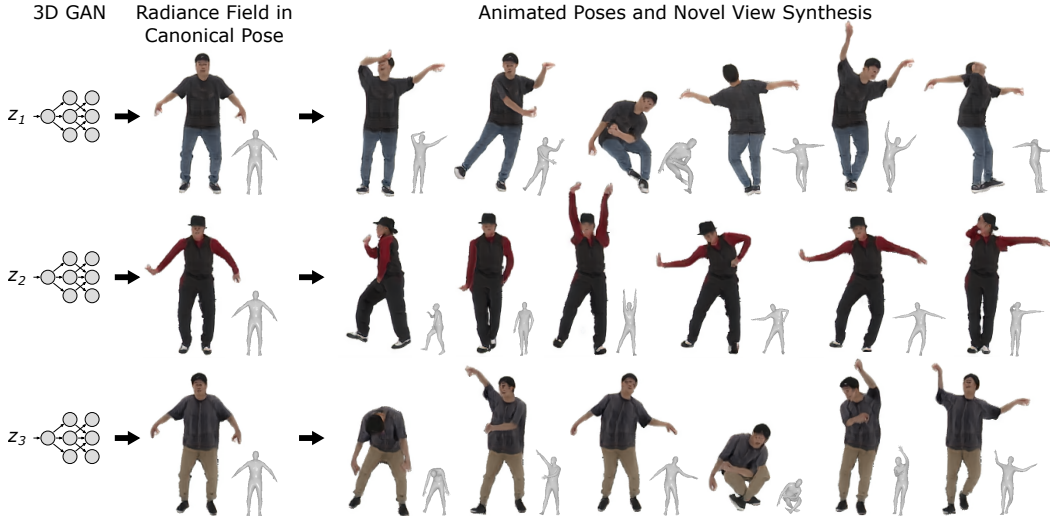 3D GAN
Radiance Field in
Canonical Pose
Animated Poses and Novel View Synthesis
z1
z2
z3